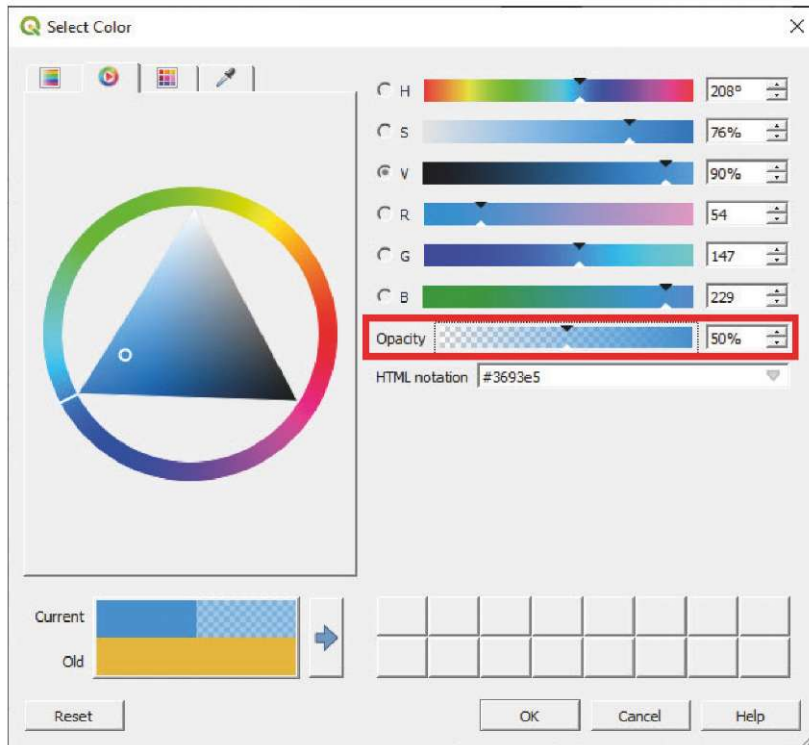 Select Color
H 208°
S 76%
V 90%
R 54
G 147
B 229
Opacity 50%
HTML notation #3693e5
Current
Old
Reset OK Cancel Help